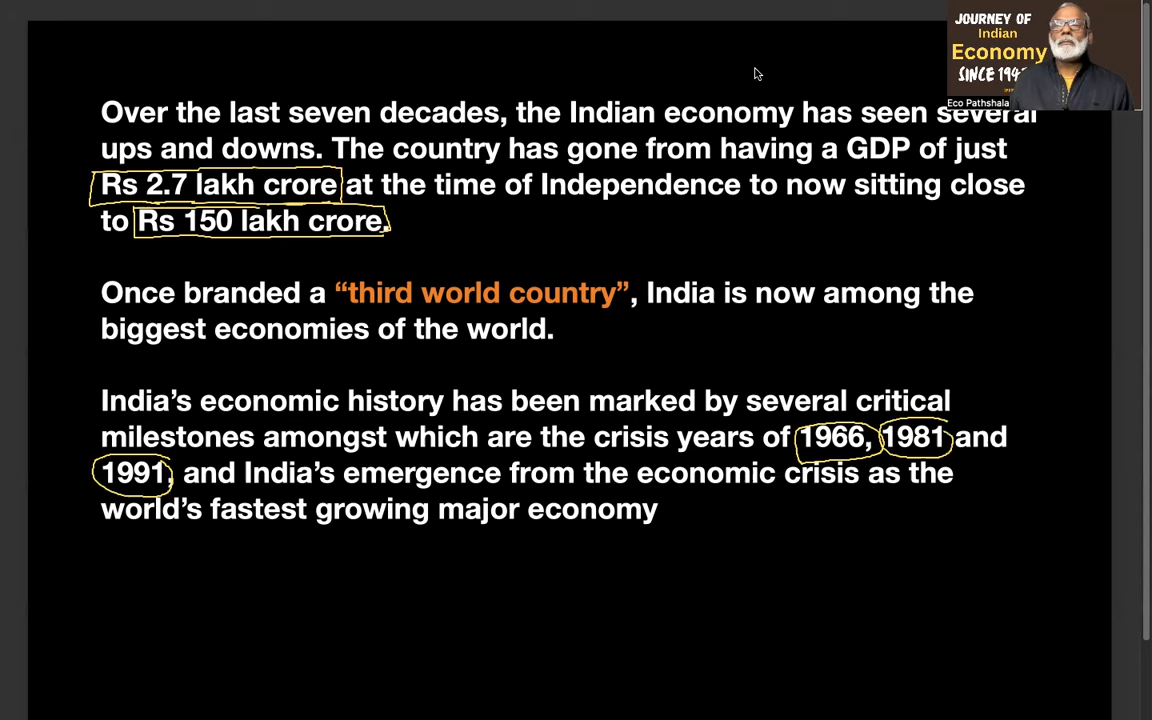 JOURNEY OF
Indian
Economy
SINCE
Eco Pathshala
Over the last seven decades, the Indian economy has seen several
ups and downs. The country has gone from having a GDP of just
Rs 2.7 lakh crore at the time of Independence to now sitting close
to Rs 150 lakh crore.
Once branded a “third world country”, India is now among the
biggest economies of the world.
India’s economic history has been marked by several critical
milestones amongst which are the crisis years of 1966, 1981 and
1991, and India’s emergence from the economic crisis as the
world’s fastest growing major economy